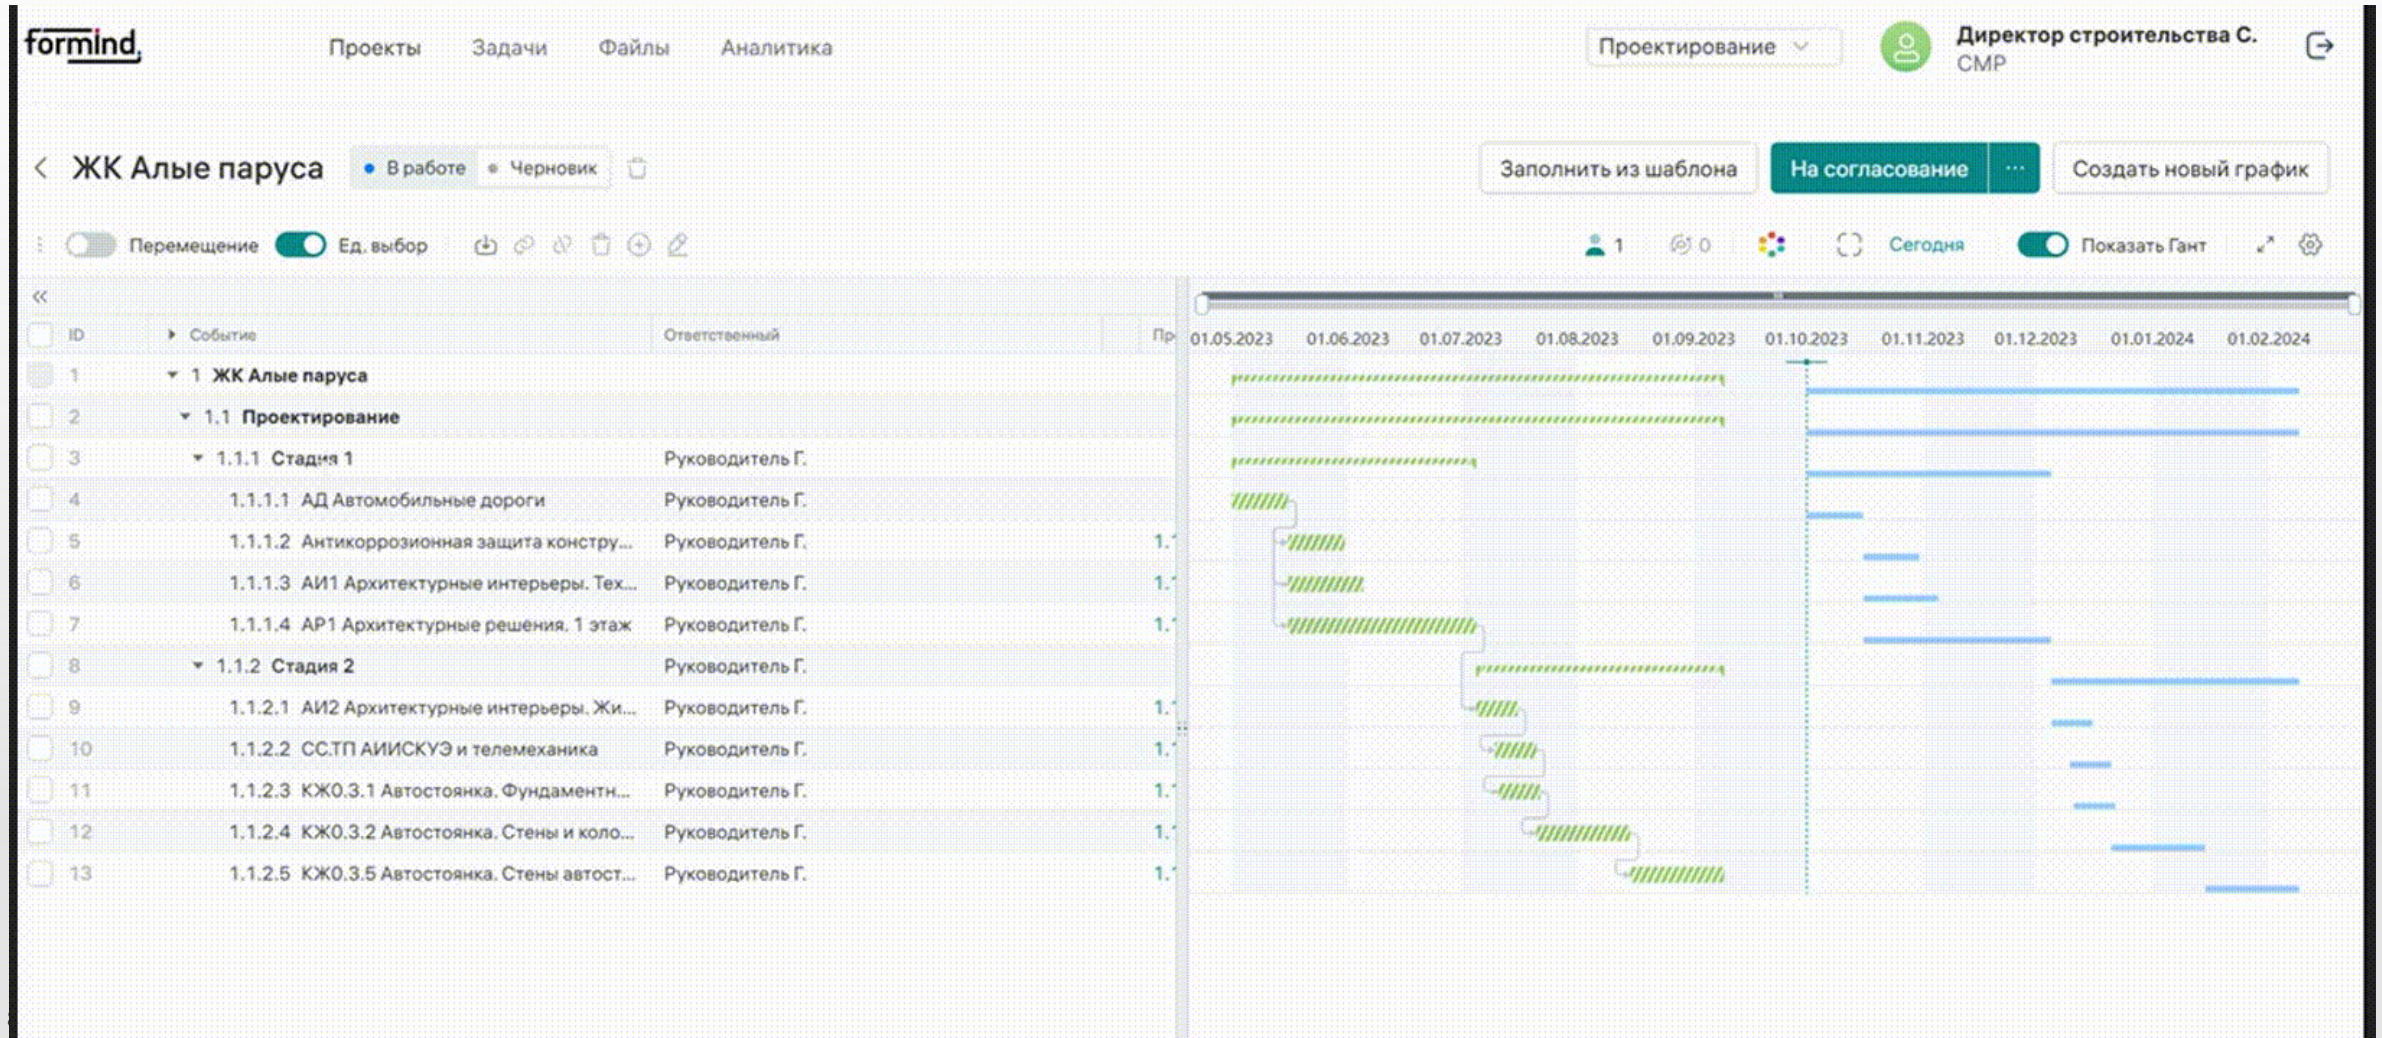 formind.
Проекты Задачи Файлы Аналитика
Проектирование
Директор строительства С.
СМР
ЖК Алые паруса
В работе Черновик
Заполнить из шаблона На согласование ... Создать новый график
Перемещение Ед. выбор
1 0 Сегодня Показать Гант
ID Событие Ответственный
01.05.2023 01.06.2023 01.07.2023 01.08.2023 01.09.2023 01.10.2023 01.11.2023 01.12.2023 01.01.2024 01.02.2024
1 1 ЖК Алые паруса
2 1.1 Проектирование
3 1.1.1 Стадия 1 Руководитель Г.
4 1.1.1.1 АД Автомобильные дороги Руководитель Г.
5 1.1.1.2 Антикоррозионная защита констру... Руководитель Г.
6 1.1.1.3 АИ1 Архитектурные интерьеры. Тех... Руководитель Г.
7 1.1.1.4 АР1 Архитектурные решения. 1 этаж Руководитель Г.
8 1.1.2 Стадия 2 Руководитель Г.
9 1.1.2.1 АИ2 Архитектурные интерьеры. Жи... Руководитель Г.
10 1.1.2.2 СС.ТП АИИСКУЭ и телемеханика Руководитель Г.
11 1.1.2.3 КЖ0.3.1 Автостоянка. Фундаментн... Руководитель Г.
12 1.1.2.4 КЖ0.3.2 Автостоянка. Стены и коло... Руководитель Г.
13 1.1.2.5 КЖ0.3.5 Автостоянка. Стены автост... Руководитель Г.